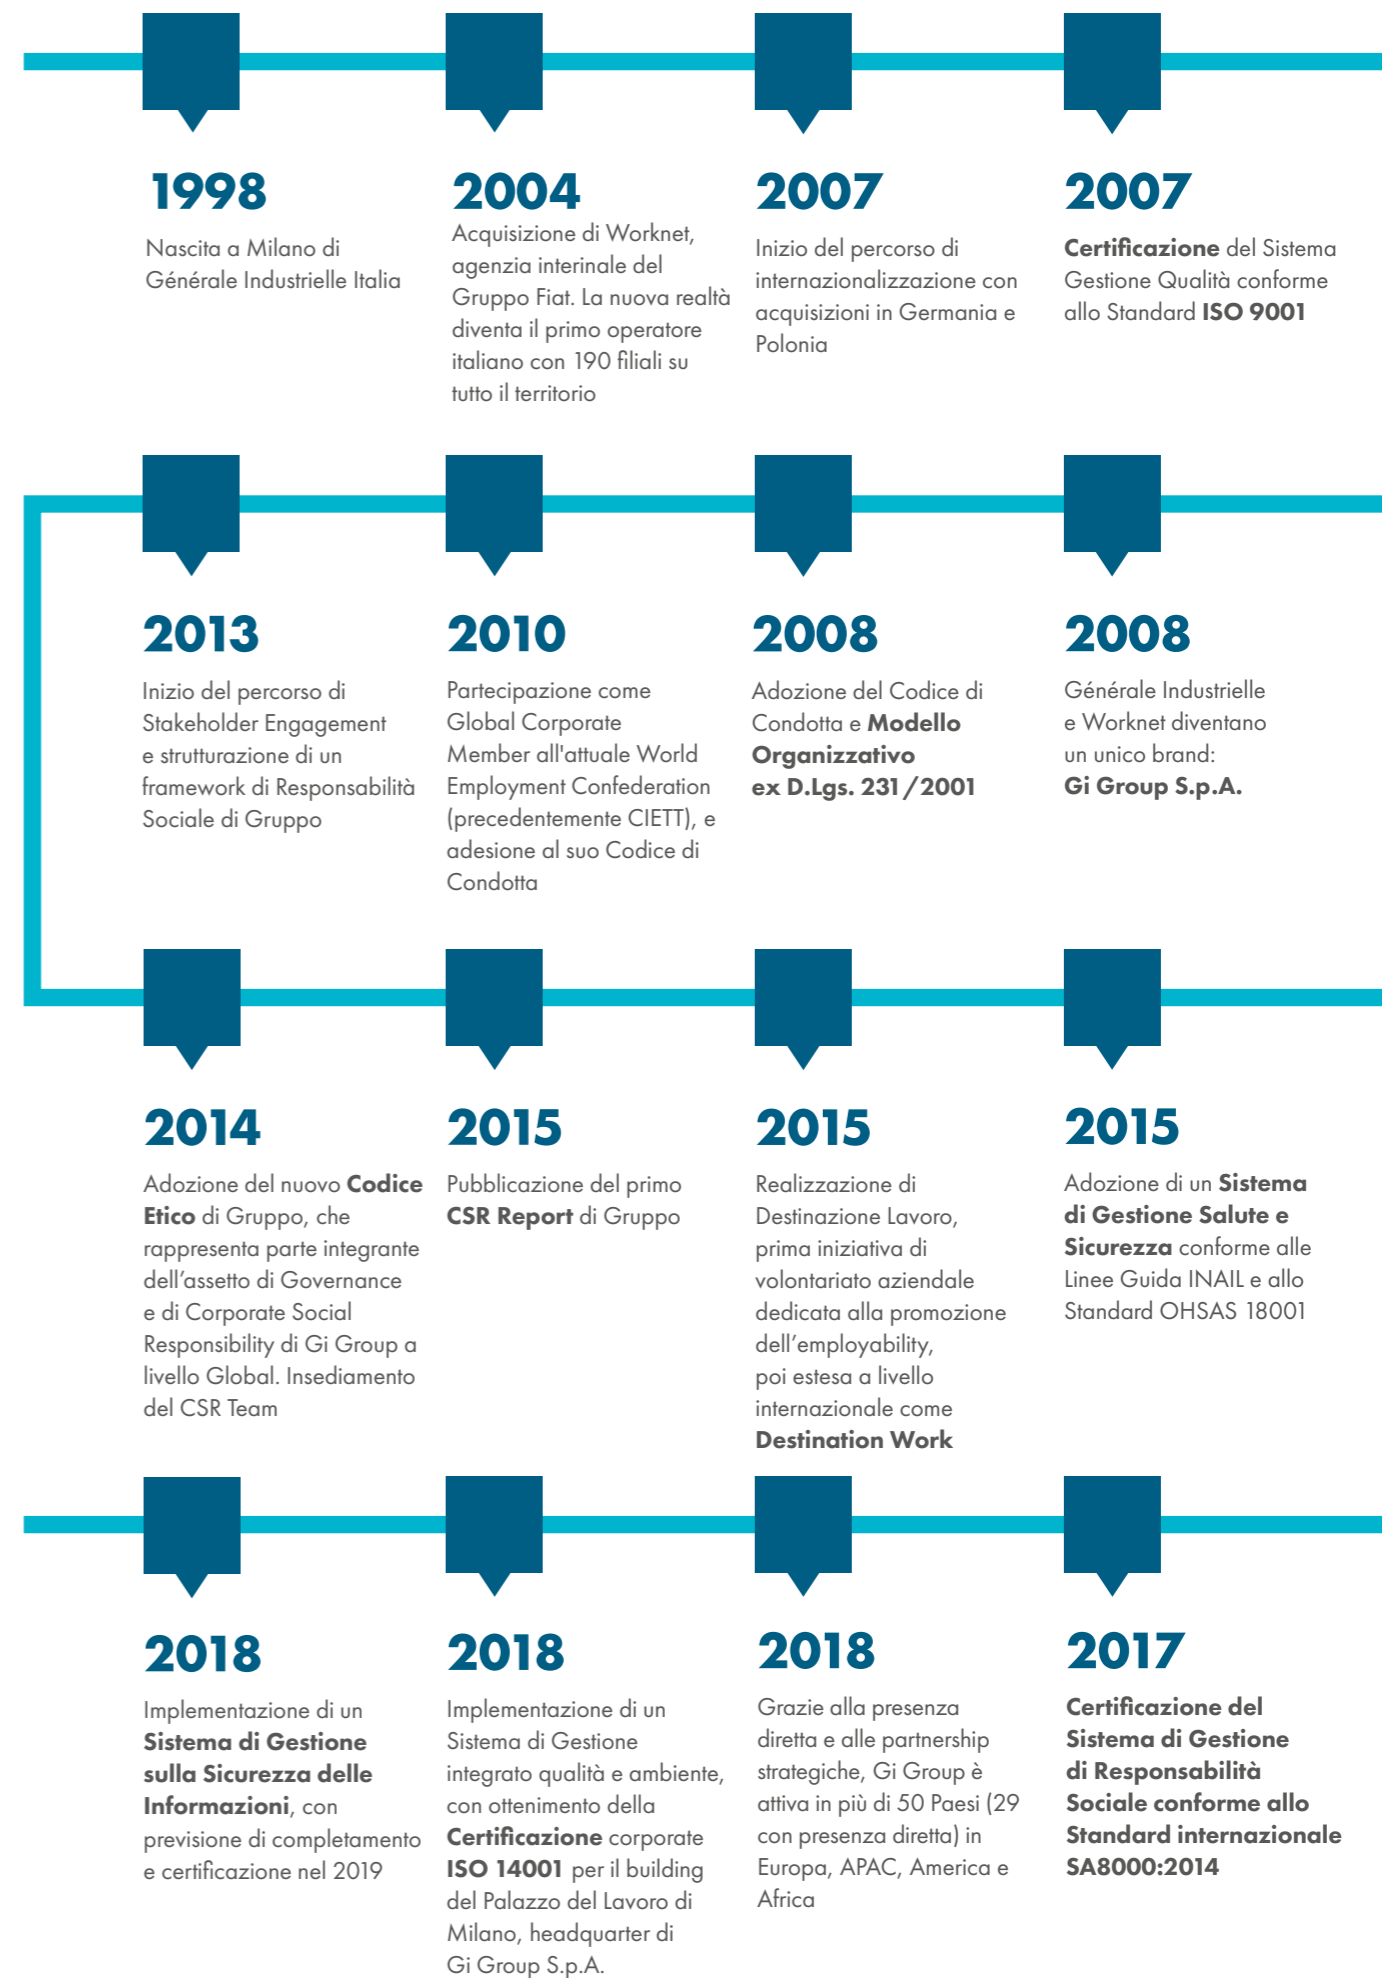 1998
Nascita a Milano di
Générale Industrielle Italia
2004
Acquisizione di Worknet,
agenzia interinale del
Gruppo Fiat. La nuova realtà
diventa il primo operatore
italiano con 190 filiali su
tutto il territorio
2007
Inizio del percorso di
internazionalizzazione con
acquisizioni in Germania e
Polonia
2007
Certificazione del Sistema
Gestione Qualità conforme
allo Standard ISO 9001
2013
Inizio del percorso di
Stakeholder Engagement
e strutturazione di un
framework di Responsabilità
Sociale di Gruppo
2010
Partecipazione come
Global Corporate
Member all'attuale World
Employment Confederation
(precedentemente CIETT), e
adesione al suo Codice di
Condotta
2008
Adozione del Codice di
Condotta e Modello
Organizzativo
ex D.Lgs. 231/2001
2008
Générale Industrielle
e Worknet diventano
un unico brand:
Gi Group S.p.A.
2014
Adozione del nuovo Codice
Etico di Gruppo, che
rappresenta parte integrante
dell’assetto di Governance
e di Corporate Social
Responsibility di Gi Group a
livello Global. Insediamento
del CSR Team
2015
Pubblicazione del primo
CSR Report di Gruppo
2015
Realizzazione di
Destinazione Lavoro,
prima iniziativa di
volontariato aziendale
dedicata alla promozione
dell’employability,
poi estesa a livello
internazionale come
Destination Work
2015
Adozione di un Sistema
di Gestione Salute e
Sicurezza conforme alle
Linee Guida INAIL e allo
Standard OHSAS 18001
2018
Implementazione di un
Sistema di Gestione
sulla Sicurezza delle
Informazioni, con
previsione di completamento
e certificazione nel 2019
2018
Implementazione di un
Sistema di Gestione
integrato qualità e ambiente,
con ottenimento della
Certificazione corporate
ISO 14001 per il building
del Palazzo del Lavoro di
Milano, headquarter di
Gi Group S.p.A.
2018
Grazie alla presenza
diretta e alle partnership
strategiche, Gi Group è
attiva in più di 50 Paesi (29
con presenza diretta) in
Europa, APAC, America e
Africa
2017
Certificazione del
Sistema di Gestione
di Responsabilità
Sociale conforme allo
Standard internazionale
SA8000:2014